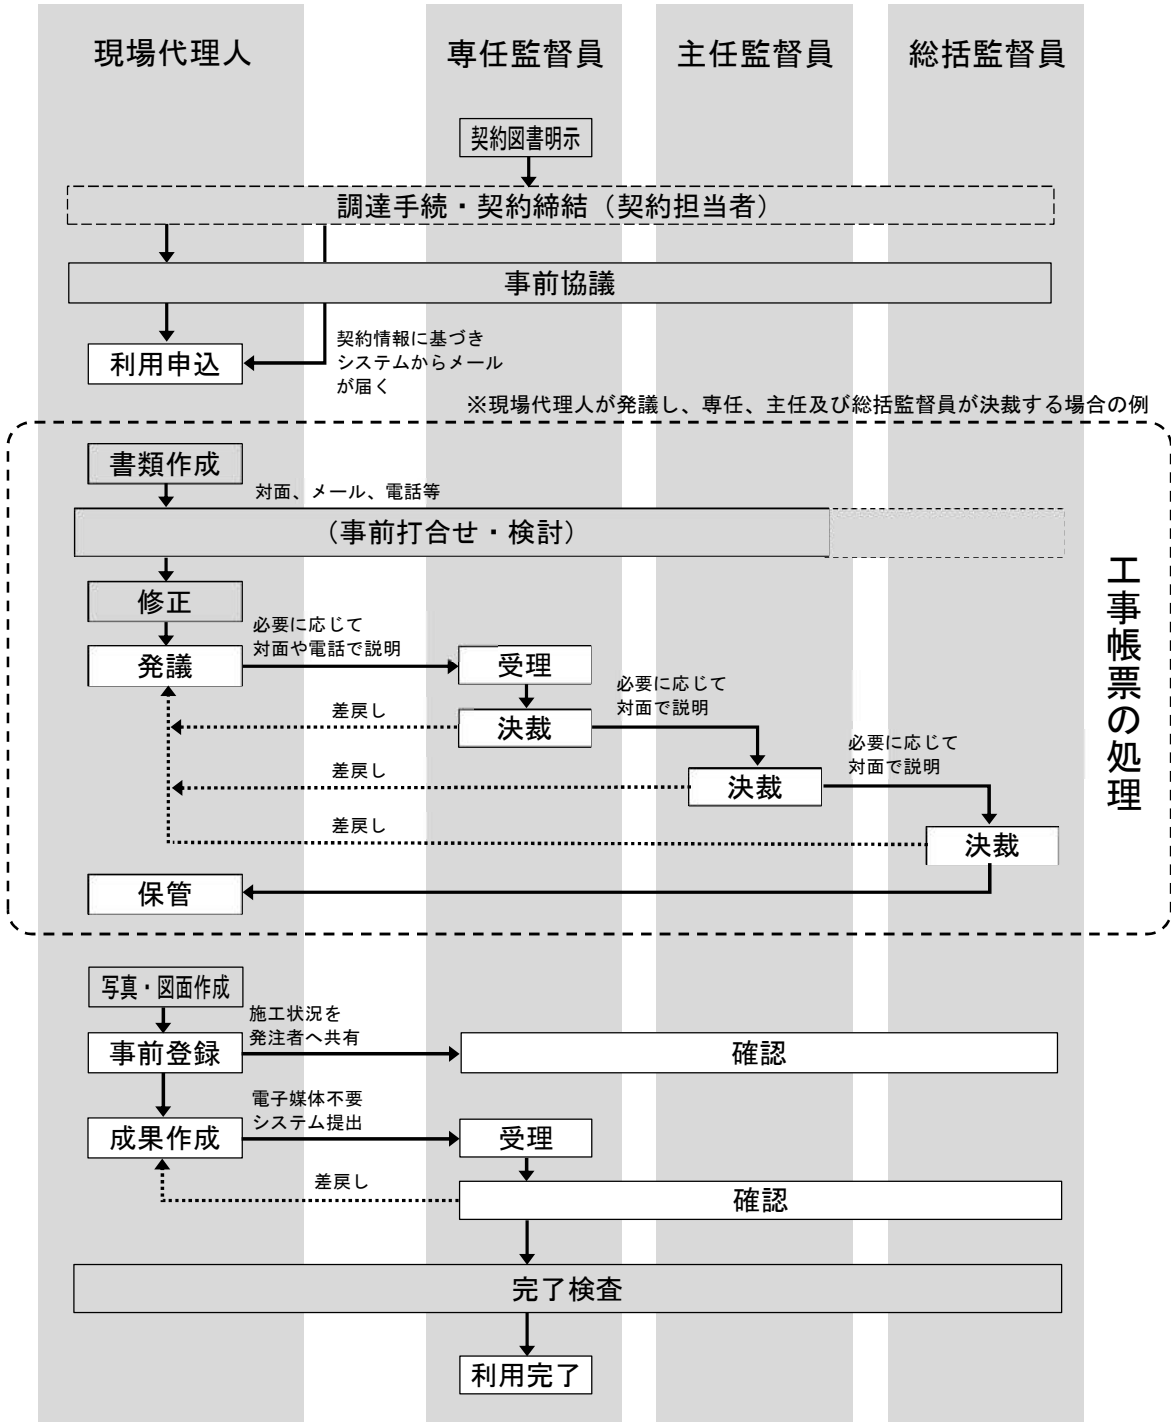 現場代理人
専任監督員
主任監督員
総括監督員
契約図書明示
調達手続・契約締結（契約担当者）
事前協議
利用申込
契約情報に基づき
システムからメール
が届く
※現場代理人が発議し、専任、主任及び総括監督員が決裁する場合の例
工事帳票の処理
書類作成
対面、メール、電話等
（事前打合せ・検討）
修正
発議
必要に応じて
対面や電話で説明
受理
差戻し
決裁
必要に応じて
対面で説明
差戻し
決裁
必要に応じて
対面で説明
差戻し
決裁
保管
写真・図面作成
事前登録
施工状況を
発注者へ共有
確認
成果作成
電子媒体不要
システム提出
受理
差戻し
確認
完了検査
利用完了